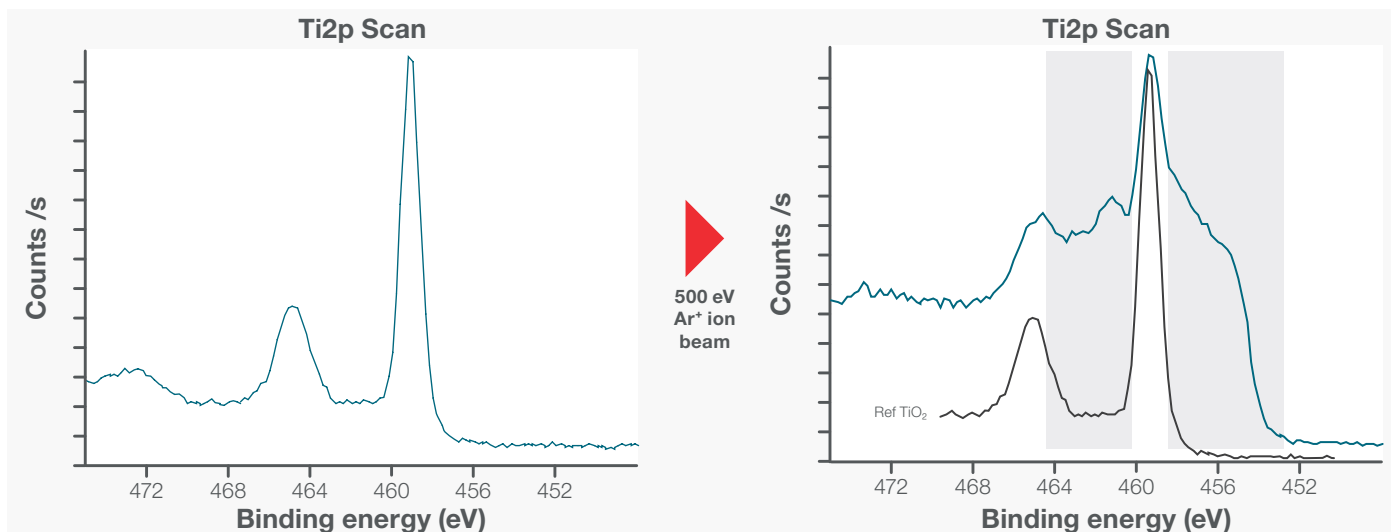 Ti2p Scan
Counts /s
472 468 464 460 456 452
Binding energy (eV)
500 eV
Ar⁺ ion
beam
Ti2p Scan
Counts /s
Ref TiO₂
472 468 464 460 456 452
Binding energy (eV)